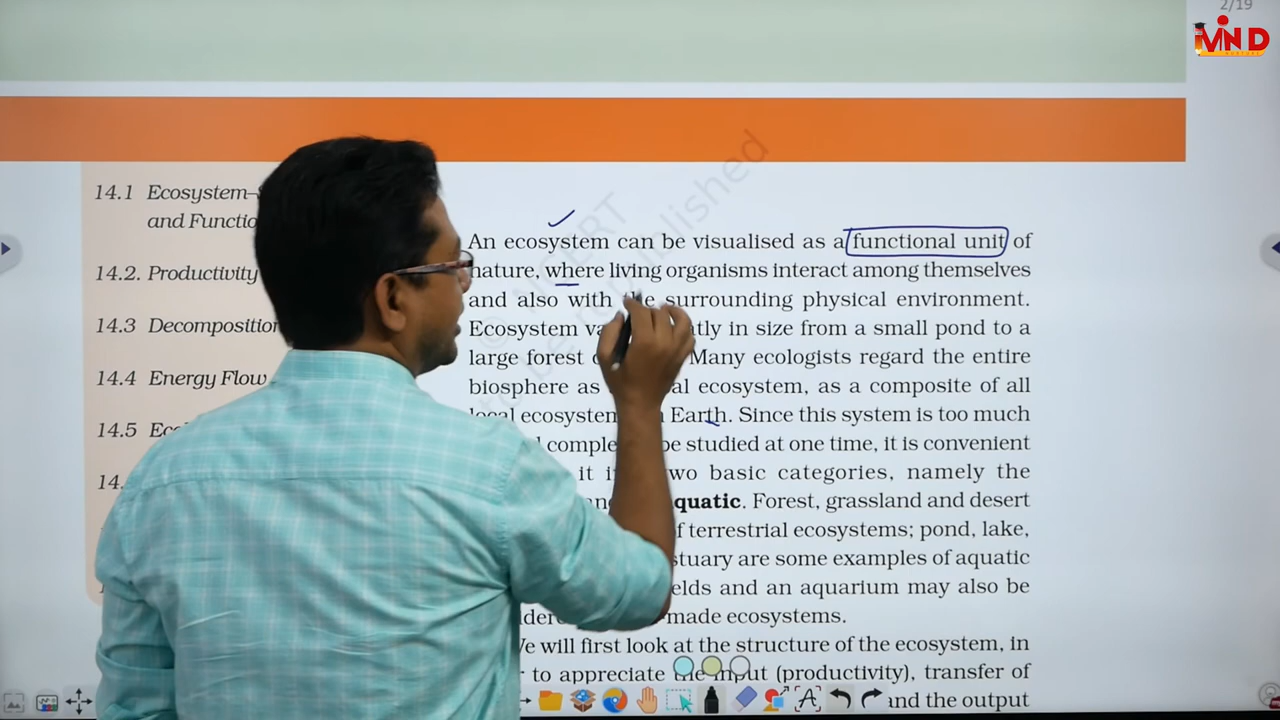 2/19
MIND
14.1 Ecosystem–
and Functio
14.2. Productivity
14.3 Decomposition
14.4 Energy Flow
14.5
14.
© NCERT
published
An ecosystem can be visualised as a functional unit of
nature, where living organisms interact among themselves
and also with the surrounding physical environment.
Ecosystem in size from a small pond to a
large forest Many ecologists regard the entire
biosphere as ecosystem, as a composite of all
local ecosystem Earth. Since this system is too much
comple be studied at one time, it is convenient
it two basic categories, namely the
quatic. Forest, grassland and desert
f terrestrial ecosystems; pond, lake,
stuary are some examples of aquatic
elds and an aquarium may also be
-made ecosystems.
We will first look at the structure of the ecosystem, in
to appreciate the input (productivity), transfer of
and the output